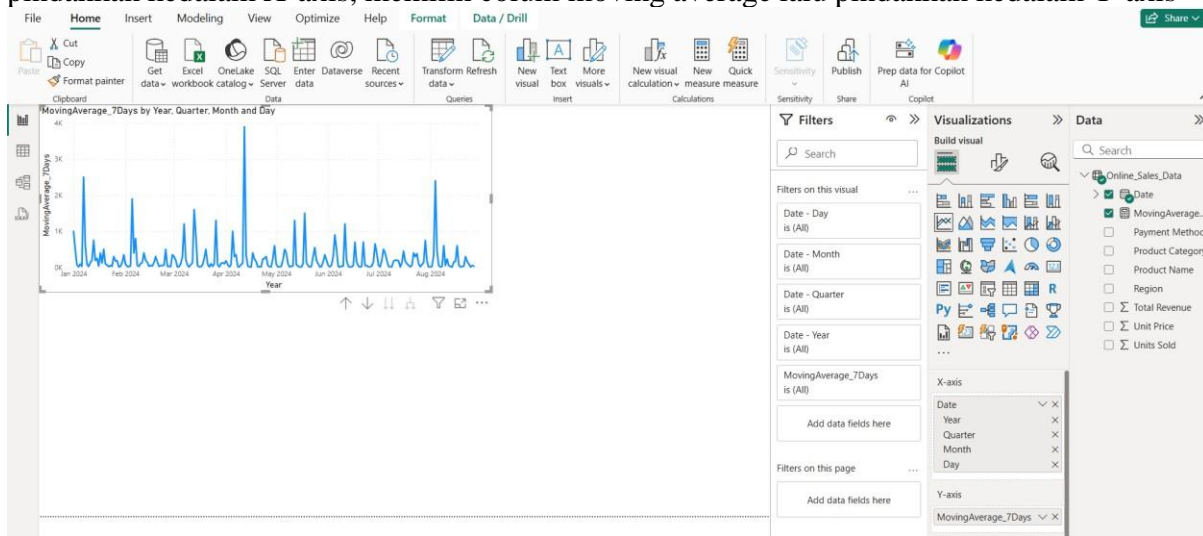 pindahkan kedalam X-axis, memilih colum moving average lalu pindahkan kedalam Y-axis
File Home Insert Modeling View Optimize Help Format Data / Drill
Share
Paste
Cut
Copy
Format painter
Clipboard
Get data
Excel workbook
OneLake catalog
SQL Server
Enter data
Dataverse
Recent sources
Data
Transform data
Refresh
Queries
New visual
Text box
More visuals
Insert
New visual calculation
New measure
Quick measure
Calculations
Sensitivity
Sensitivity
Publish
Share
Prep data for AI
Copilot
Copilot
MovingAverage_7Days by Year, Quarter, Month and Day
MovingAverage_7Days
4K
3K
2K
1K
0K
Jan 2024 Feb 2024 Mar 2024 Apr 2024 May 2024 Jun 2024 Jul 2024 Aug 2024
Year
Filters
Search
Filters on this visual ...
Date - Day
is (All)
Date - Month
is (All)
Date - Quarter
is (All)
Date - Year
is (All)
MovingAverage_7Days
is (All)
Add data fields here
Filters on this page ...
Add data fields here
Visualizations
Build visual
R
Py
...
X-axis
Date
Year
Quarter
Month
Day
Y-axis
MovingAverage_7Days
Data
Search
Online_Sales_Data
Date
MovingAverage...
Payment Method
Product Category
Product Name
Region
Σ Total Revenue
Σ Unit Price
Σ Units Sold